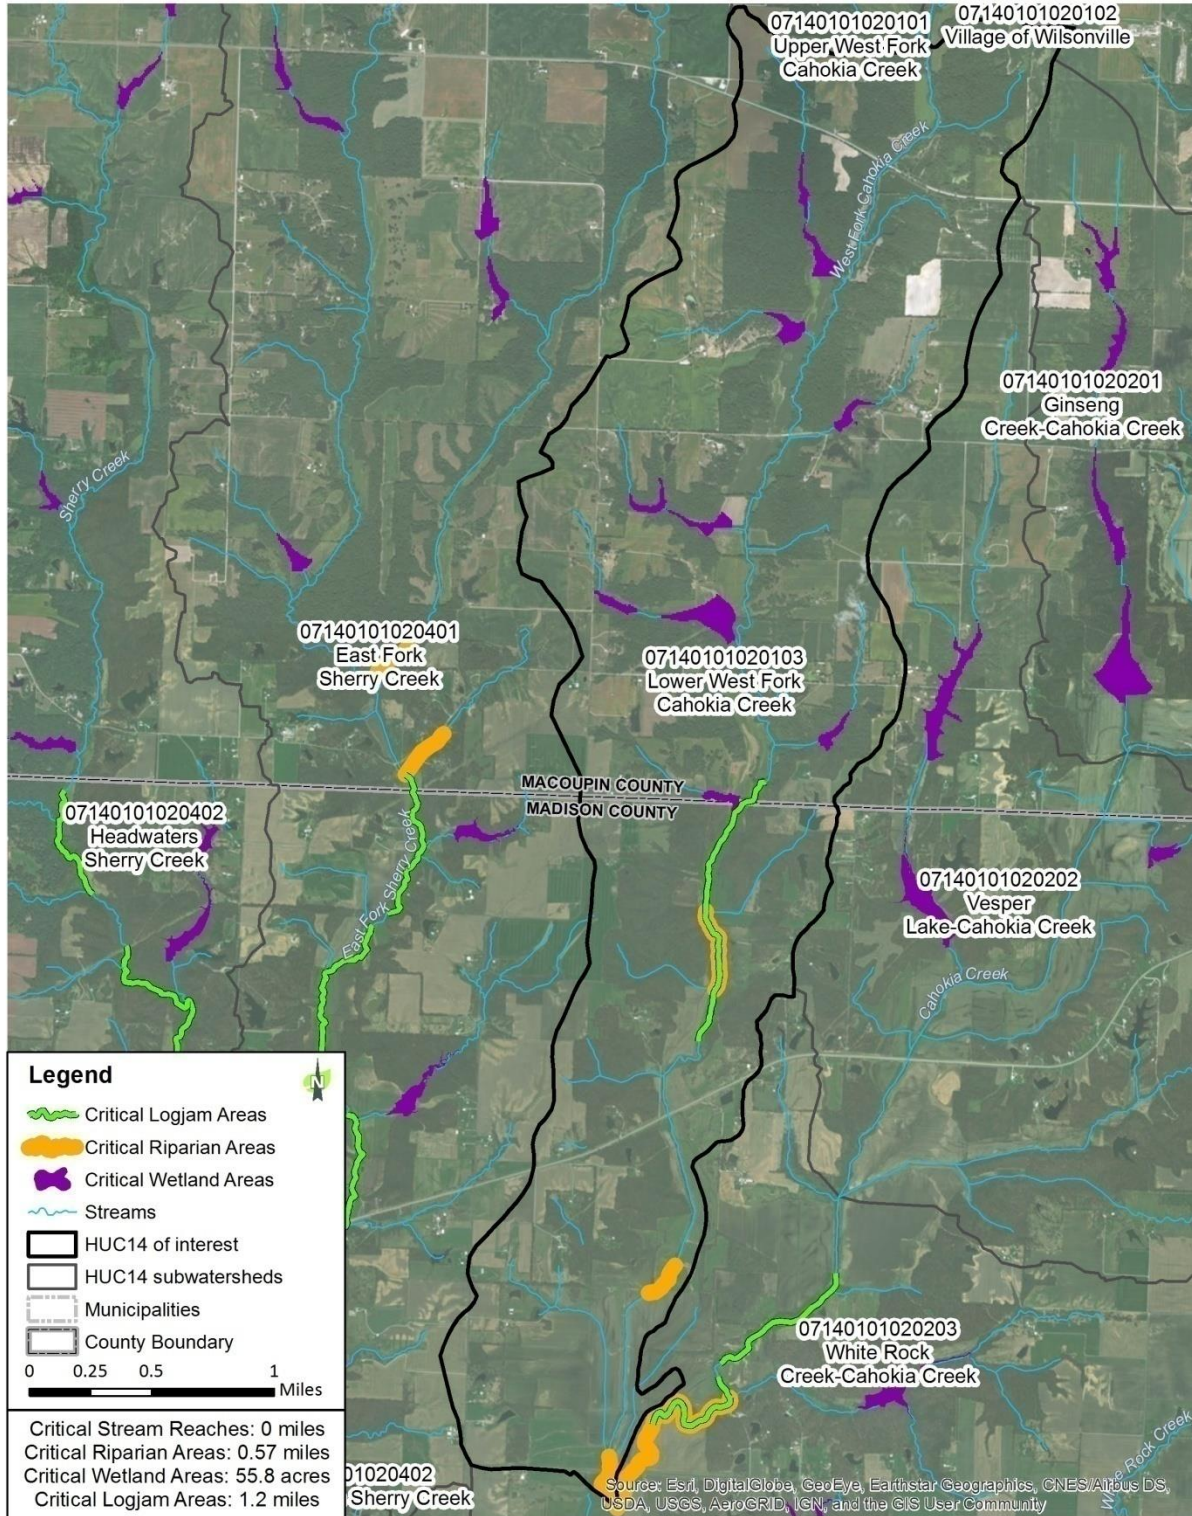 07140101020101
Upper West Fork
Cahokia Creek
07140101020102
Village of Wilsonville
West Fork Cahokia Creek
07140101020201
Ginseng
Creek-Cahokia Creek
Sherry Creek
07140101020401
East Fork
Sherry Creek
07140101020103
Lower West Fork
Cahokia Creek
MACOUPIN COUNTY
MADISON COUNTY
07140101020402
Headwaters
Sherry Creek
East Fork Sherry Creek
07140101020202
Vesper
Lake-Cahokia Creek
Cahokia Creek
07140101020203
White Rock
Creek-Cahokia Creek
White Rock Creek
01020402
Sherry Creek
Legend
N
Critical Logjam Areas
Critical Riparian Areas
Critical Wetland Areas
Streams
HUC14 of interest
HUC14 subwatersheds
Municipalities
County Boundary
0 0.25 0.5 1
Miles
Critical Stream Reaches: 0 miles
Critical Riparian Areas: 0.57 miles
Critical Wetland Areas: 55.8 acres
Critical Logjam Areas: 1.2 miles
Source: Esri, DigitalGlobe, GeoEye, Earthstar Geographics, CNES/Airbus DS,
USDA, USGS, AeroGRID, IGN, and the GIS User Community